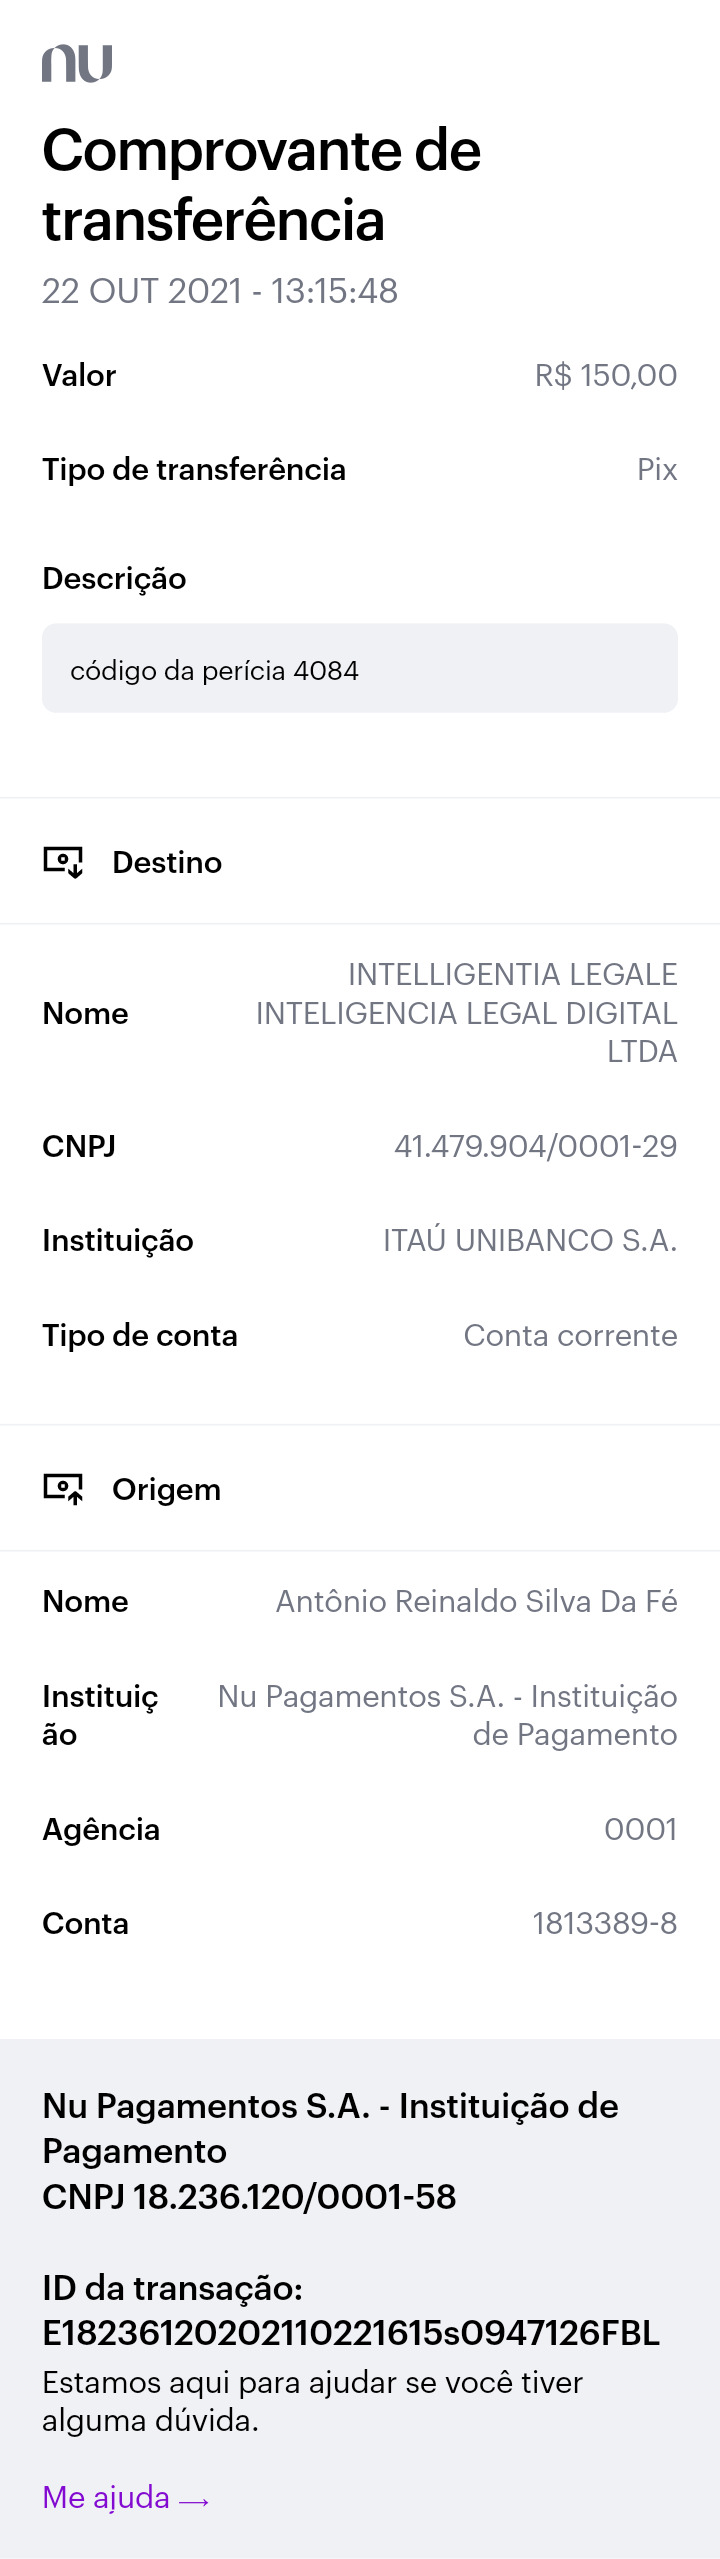 nu
Comprovante de
transferência
22 OUT 2021 - 13:15:48
Valor R$ 150,00
Tipo de transferência Pix
Descrição
código da perícia 4084
Destino
Nome INTELLIGENTIA LEGALE
INTELIGENCIA LEGAL DIGITAL
LTDA
CNPJ 41.479.904/0001-29
Instituição ITAÚ UNIBANCO S.A.
Tipo de conta Conta corrente
Origem
Nome Antônio Reinaldo Silva Da Fé
Instituiç
ão
Nu Pagamentos S.A. - Instituição
de Pagamento
Agência 0001
Conta 1813389-8
Nu Pagamentos S.A. - Instituição de
Pagamento
CNPJ 18.236.120/0001-58
ID da transação:
E18236120202110221615s0947126FBL
Estamos aqui para ajudar se você tiver
alguma dúvida.
Me ajuda →